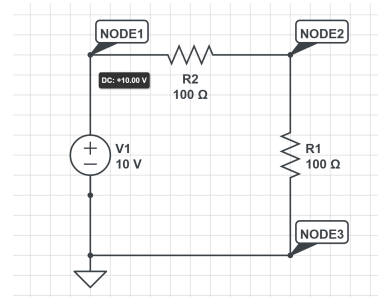 NODE1
NODE2
DC: +10.00 V
R2
100 Ω
V1
10 V
R1
100 Ω
NODE3